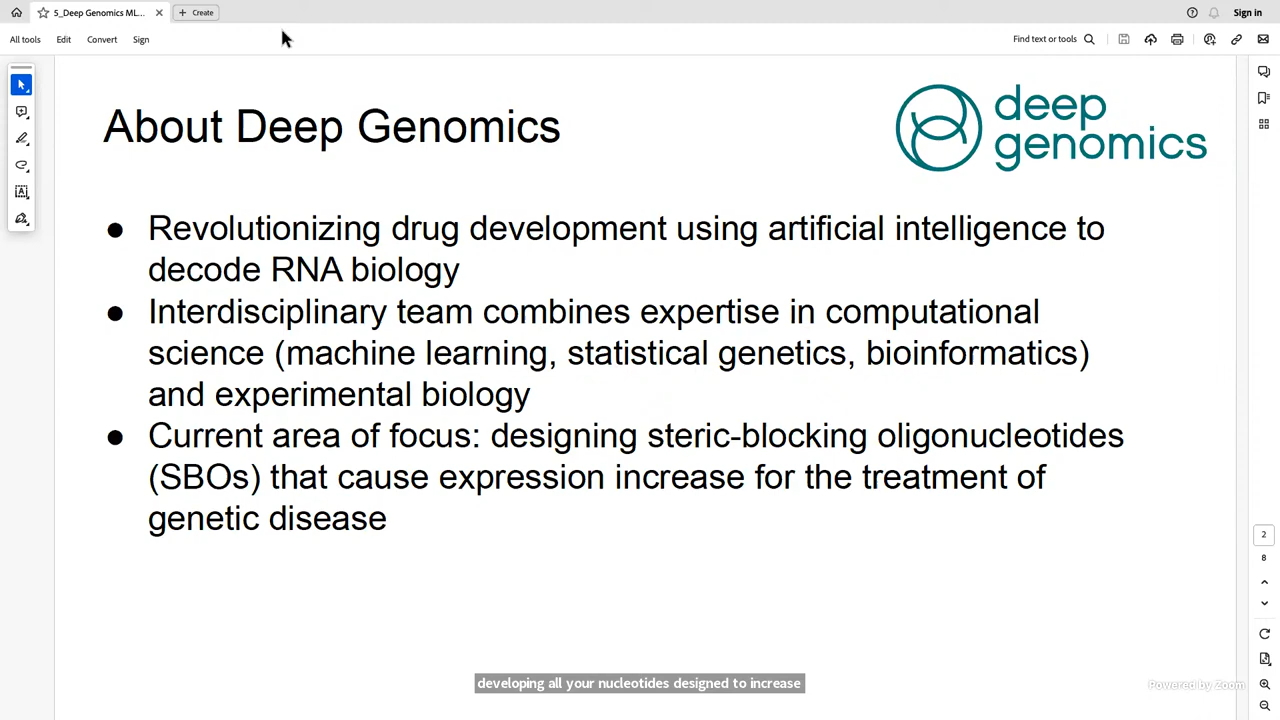 5_Deep Genomics ML...
Create
Sign in
All tools
Edit
Convert
Sign
Find text or tools
About Deep Genomics
deep
genomics
● Revolutionizing drug development using artificial intelligence to
decode RNA biology
● Interdisciplinary team combines expertise in computational
science (machine learning, statistical genetics, bioinformatics)
and experimental biology
● Current area of focus: designing steric-blocking oligonucleotides
(SBOs) that cause expression increase for the treatment of
genetic disease
2
8
developing all your nucleotides designed to increase
Powered by Zoom